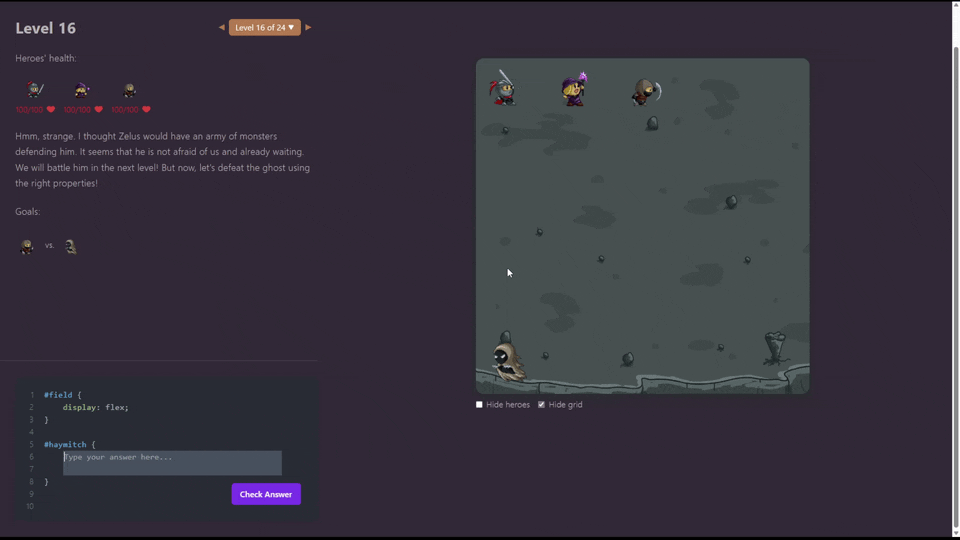 Level 16
◄ Level 16 of 24 ▼ ►
Heroes' health:
100/100 100/100 100/100
Hmm, strange. I thought Zelus would have an army of monsters
defending him. It seems that he is not afraid of us and already waiting.
We will battle him in the next level! But now, let's defeat the ghost using
the right properties!
Goals:
vs.
1 #field {
2 display: flex;
3 }
4
5 #haymitch {
6 Type your answer here...
7
8 }
9
10
Check Answer
Hide heroes Hide grid